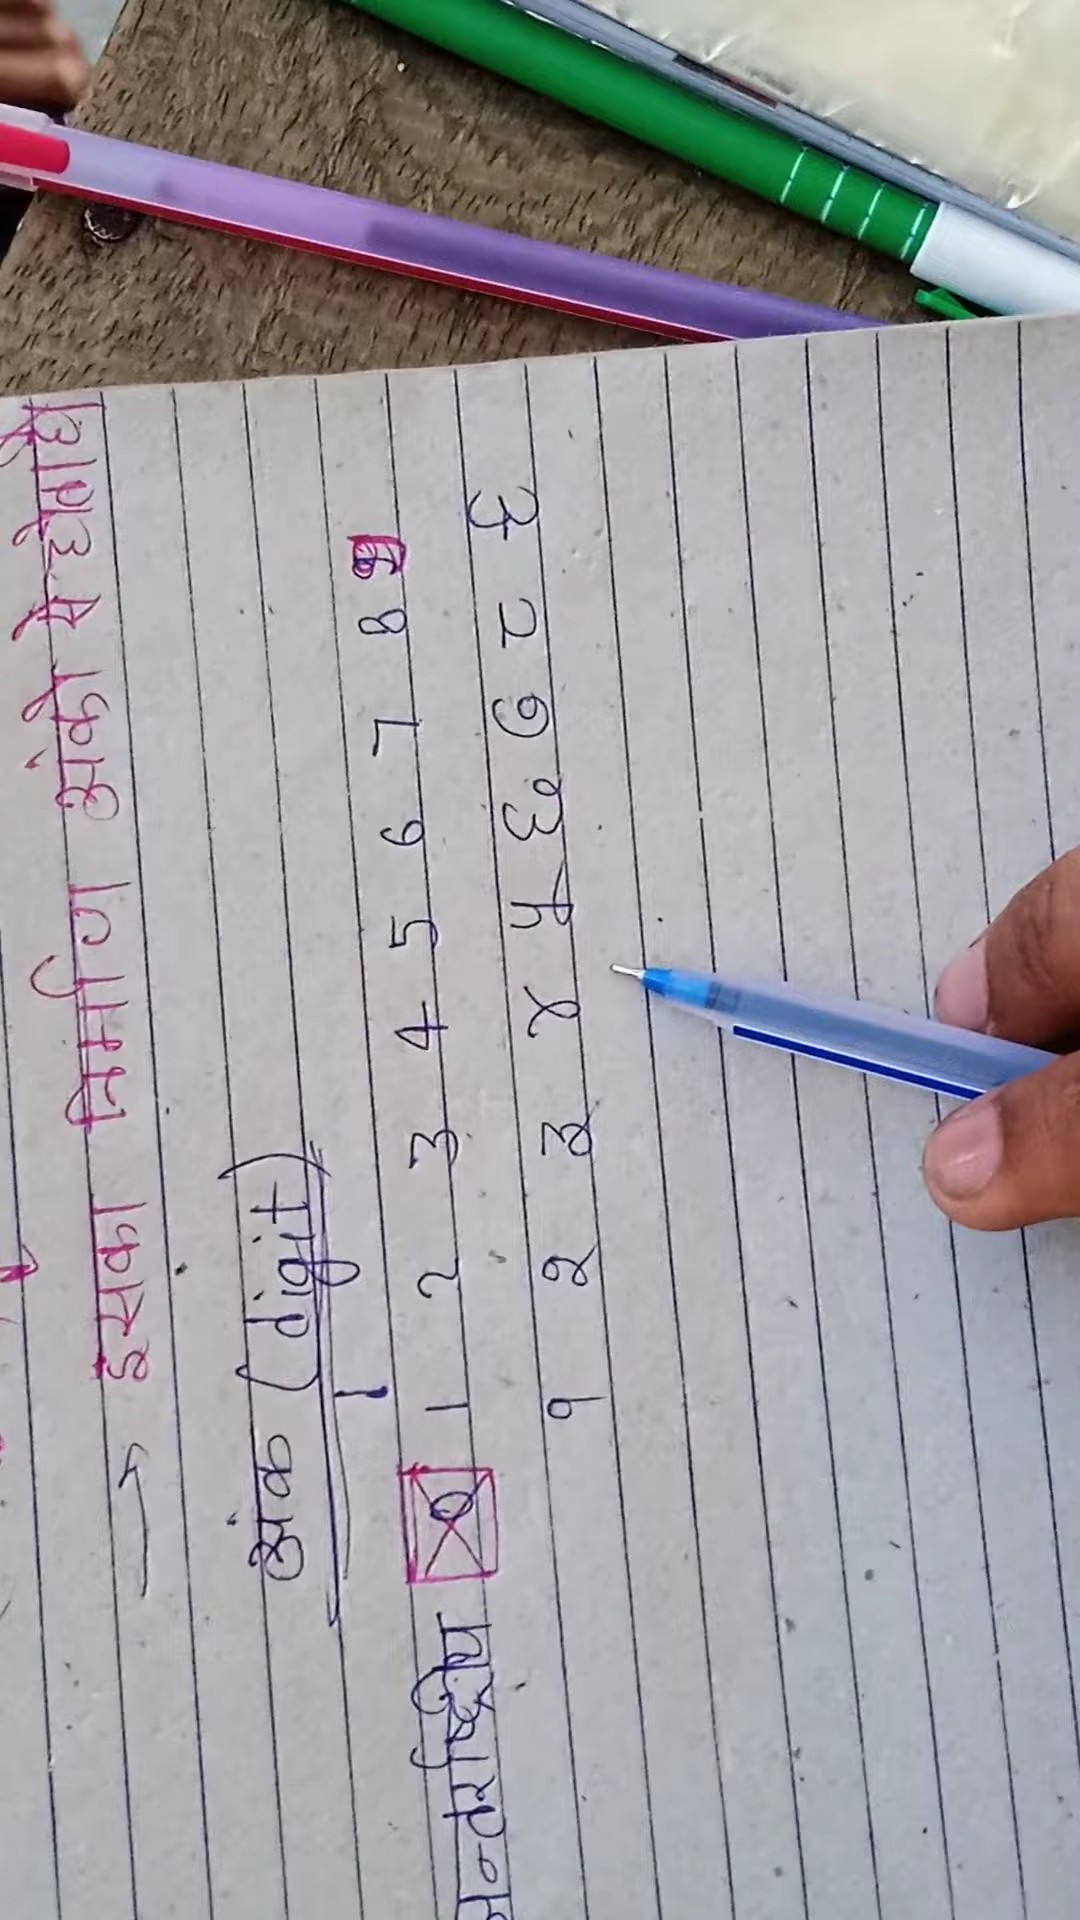 → इसका निर्माण अंकों से हुआ है।
अंक (digit)
अन्तर्राष्ट्रीय 0 1 2 3 4 5 6 7 8 9
१ २ ३ ४ ५ ६ ७ ८ ९